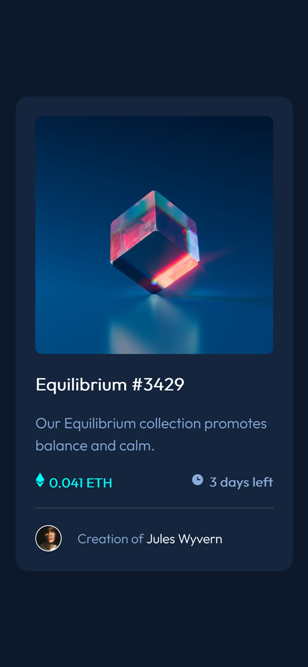 Equilibrium #3429
Our Equilibrium collection promotes
balance and calm.
0.041 ETH
3 days left
Creation of Jules Wyvern